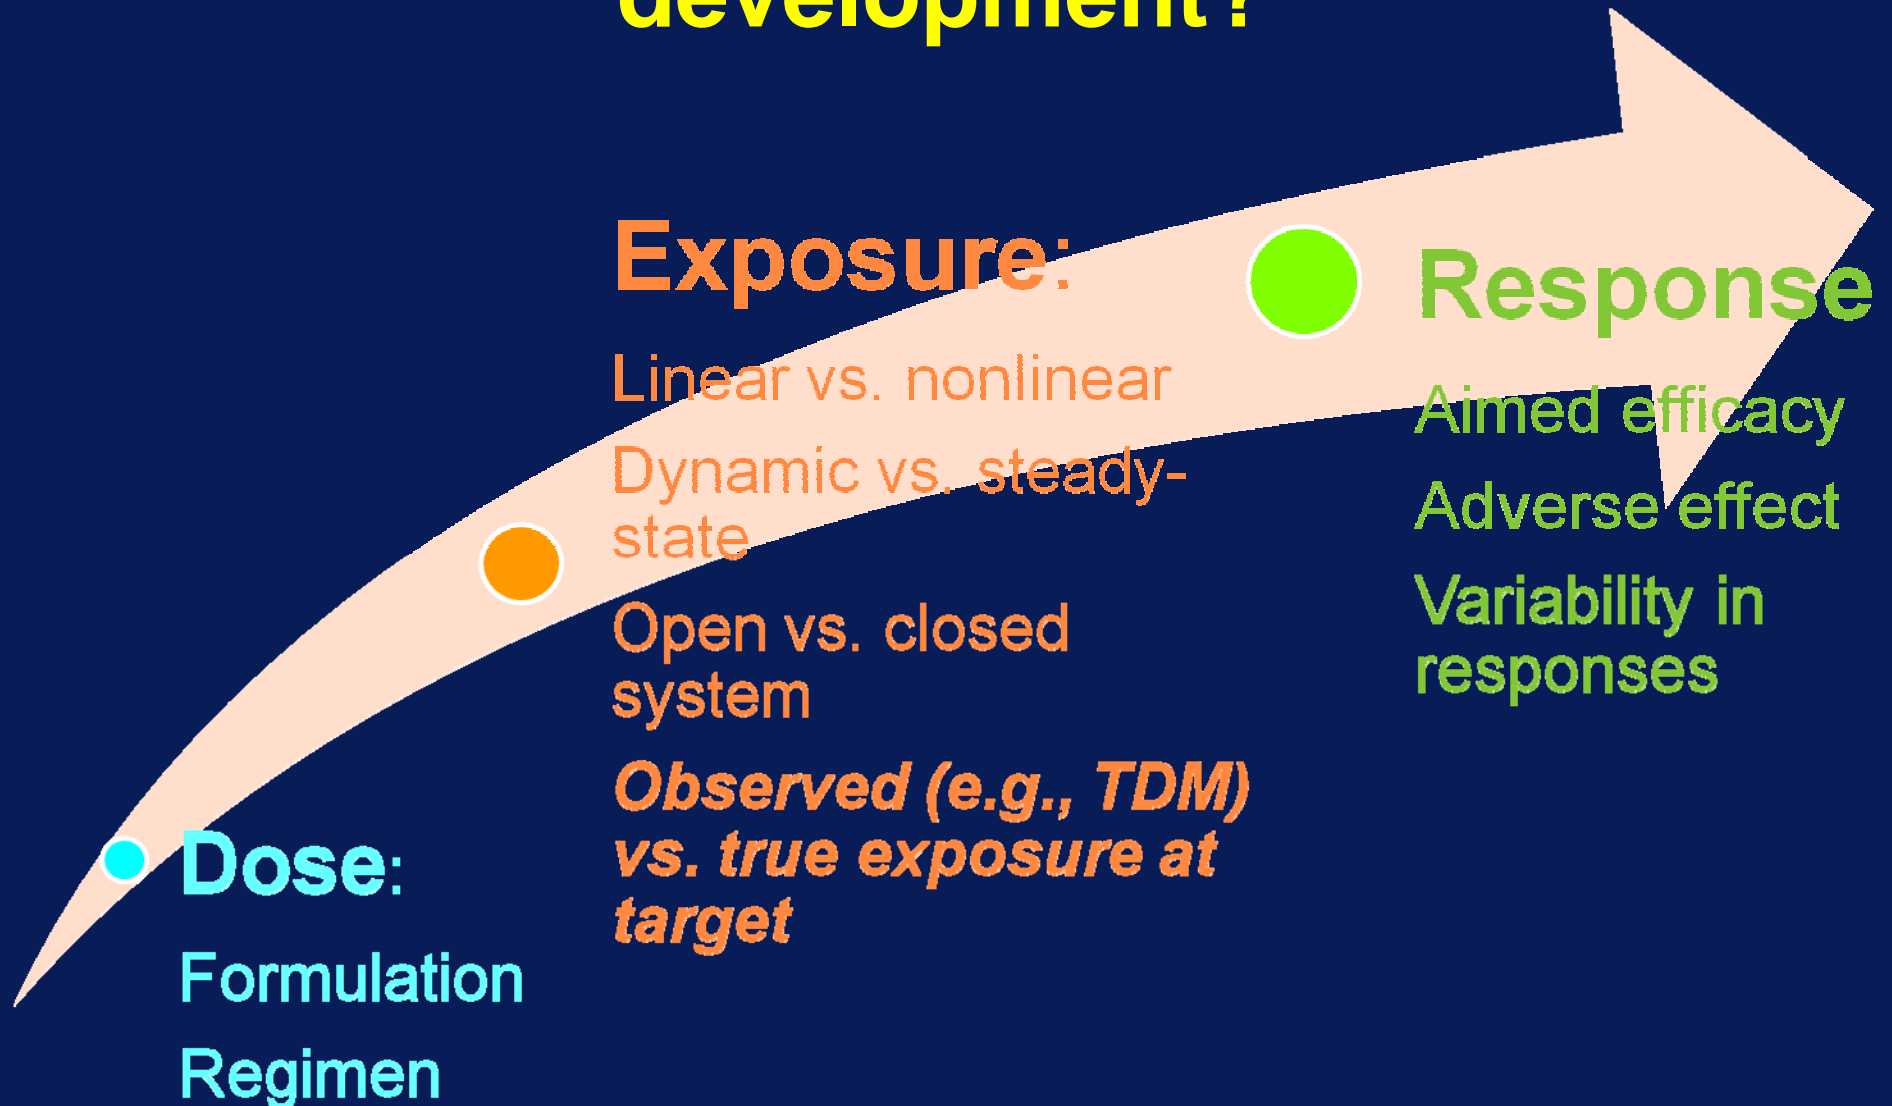 development?
Exposure:
Linear vs. nonlinear
Dynamic vs. steady-
state
Open vs. closed
system
Observed (e.g., TDM)
vs. true exposure at
target
Response
Aimed efficacy
Adverse effect
Variability in
responses
Dose:
Formulation
Regimen